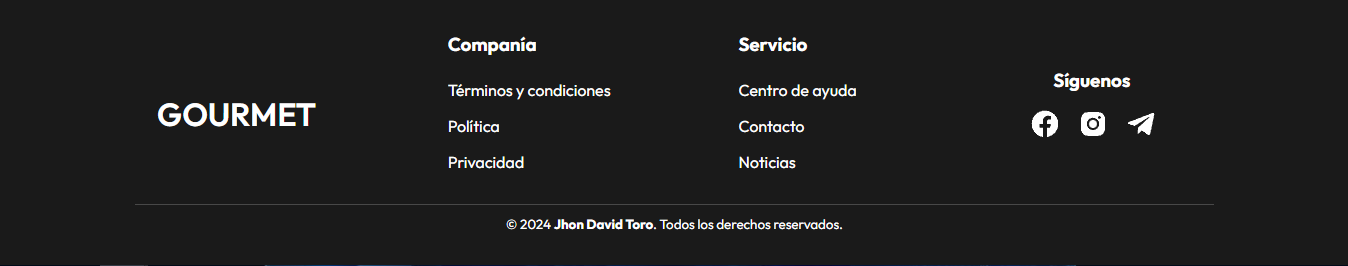 GOURMET
Compañía
Términos y condiciones
Política
Privacidad
Servicio
Centro de ayuda
Contacto
Noticias
Síguenos
© 2024 Jhon David Toro. Todos los derechos reservados.